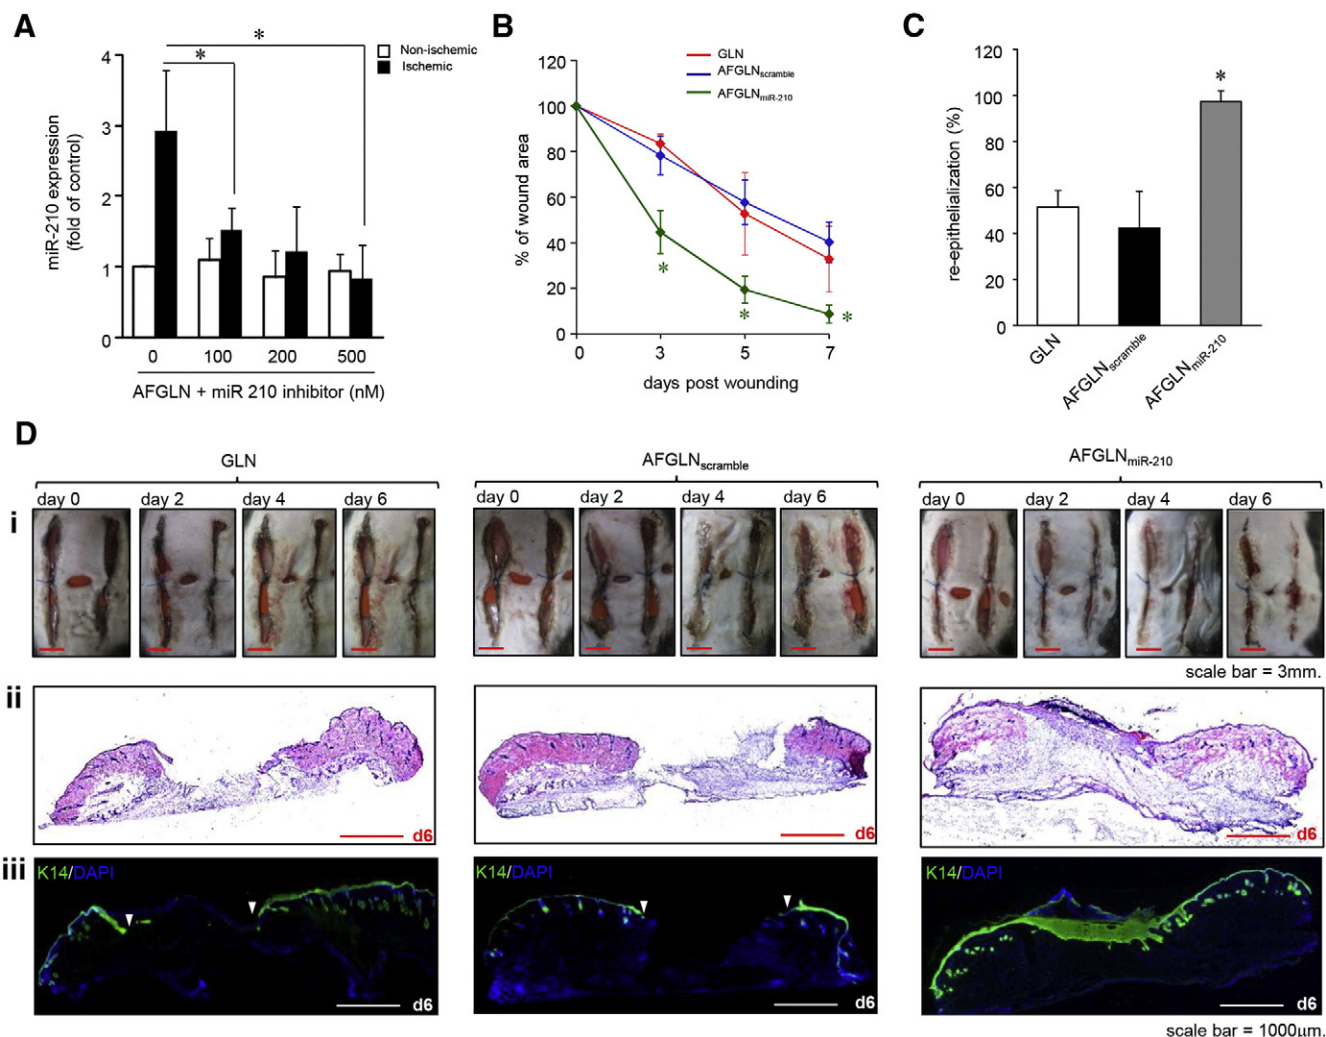 A
Non-ischemic
Ischemic
*
*
4
3
2
1
0
miR-210 expression
(fold of control)
0 100 200 500
AFGLN + miR 210 inhibitor (nM)
B
GLN
AFGLNscramble
AFGLNmiR-210
120
100
80
60
40
20
0
% of wound area
*
*
*
0 3 5 7
days post wounding
C
120
100
80
60
40
20
0
re-epithelialization (%)
*
GLN
AFGLNscramble
AFGLNmiR-210
D
GLN
AFGLNscramble
AFGLNmiR-210
day 0 day 2 day 4 day 6
day 0 day 2 day 4 day 6
day 0 day 2 day 4 day 6
i
scale bar = 3mm.
ii
d6
d6
d6
iii
K14/DAPI
d6
K14/DAPI
d6
K14/DAPI
d6
scale bar = 1000μm.